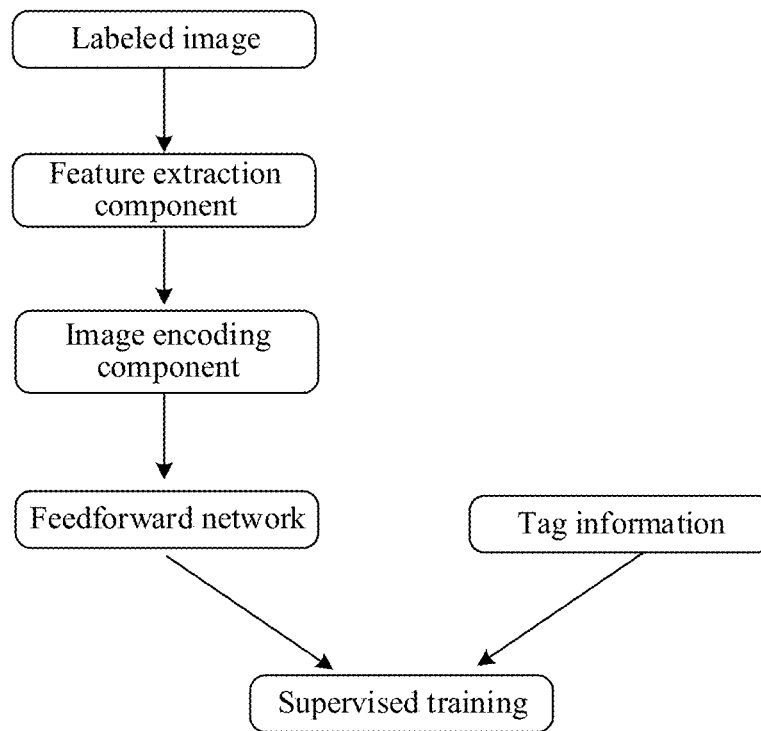 Labeled image
Feature extraction
component
Image encoding
component
Feedforward network
Tag information
Supervised training